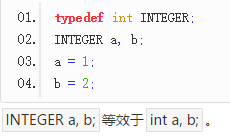 01. typedef int INTEGER;
02. INTEGER a, b;
03. a = 1;
04. b = 2;
INTEGER a, b; 等效于 int a, b; 。